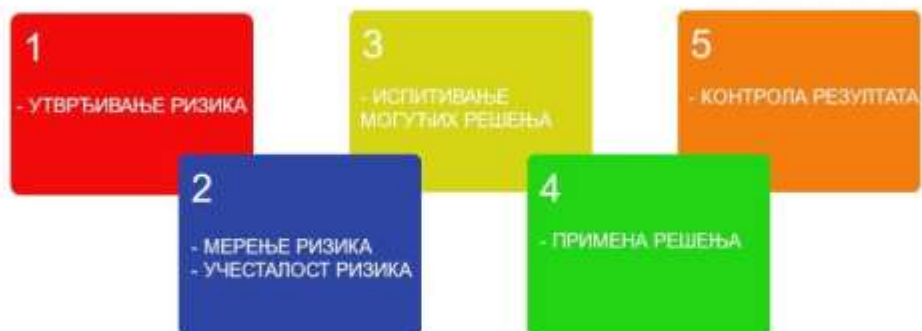 1
- УТВРЂИВАЊЕ РИЗИКА
2
- МЕРЕЊЕ РИЗИКА
- УЧЕСТАЛОСТ РИЗИКА
3
- ИСПИТИВАЊЕ
МОГУЋИХ РЕШЕЊА
4
- ПРИМЕНА РЕШЕЊА
5
- КОНТРОЛА РЕЗУЛТАТА